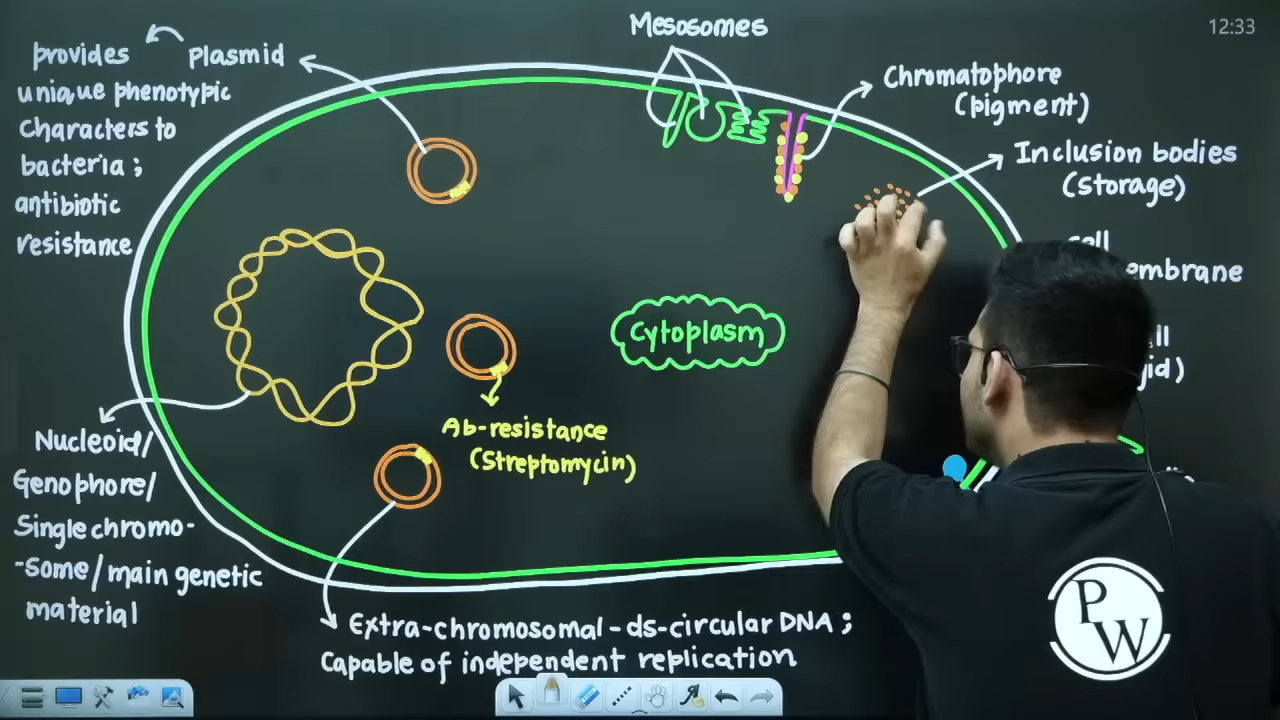 12:33
Mesosomes
provides plasmid
unique phenotypic
characters to
bacteria;
antibiotic
resistance
Chromatophore
(pigment)
Inclusion bodies
(storage)
cell
Cytoplasm
Ab-resistance
(Streptomycin)
Nucleoid/
Genophore/
Single chromo-
-some/main genetic
material
Extra-chromosomal-ds-circular DNA;
Capable of independent replication
PW